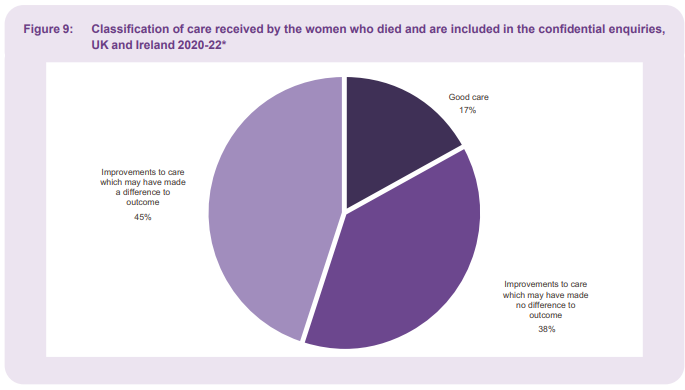 Figure 9: Classification of care received by the women who died and are included in the confidential enquiries,
UK and Ireland 2020-22*
Good care
17%
Improvements to care
which may have made
a difference to
outcome
45%
Improvements to care
which may have made
no difference to
outcome
38%